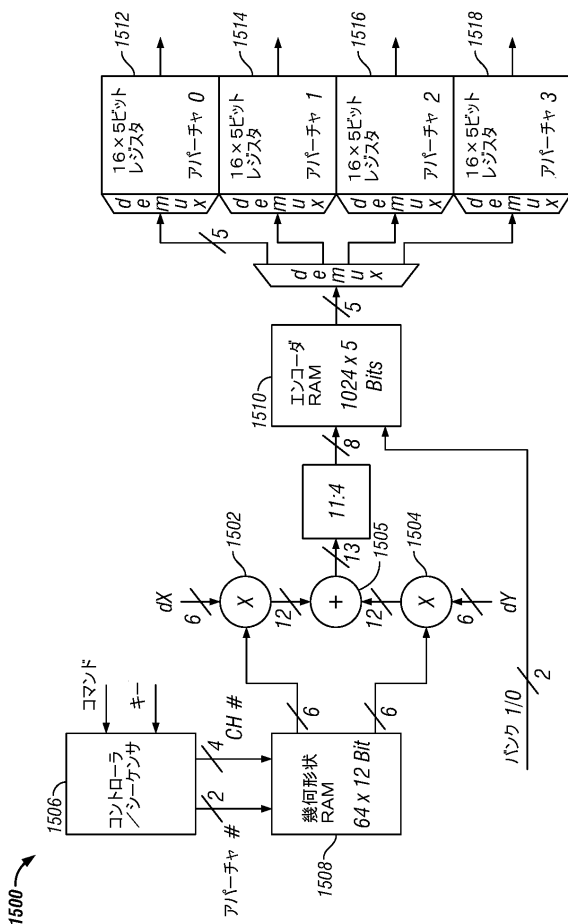 1500
1506
コントローラ
／シーケンサ
コマンド
キー
アパーチャ #
2
4
CH #
1508
幾何形状
RAM
64 x 12 Bit
6
6
dX
6
X
1502
12
+
1505
12
X
1504
6
dY
13
11:4
8
バンク 1/0
2
1510
エンコーダ
RAM
1024 x 5
Bits
5
demux
5
demux
16×5ビット
レジスタ
アパーチャ 0
1512
demux
16×5ビット
レジスタ
アパーチャ 1
1514
demux
16×5ビット
レジスタ
アパーチャ 2
1516
demux
16×5ビット
レジスタ
アパーチャ 3
1518